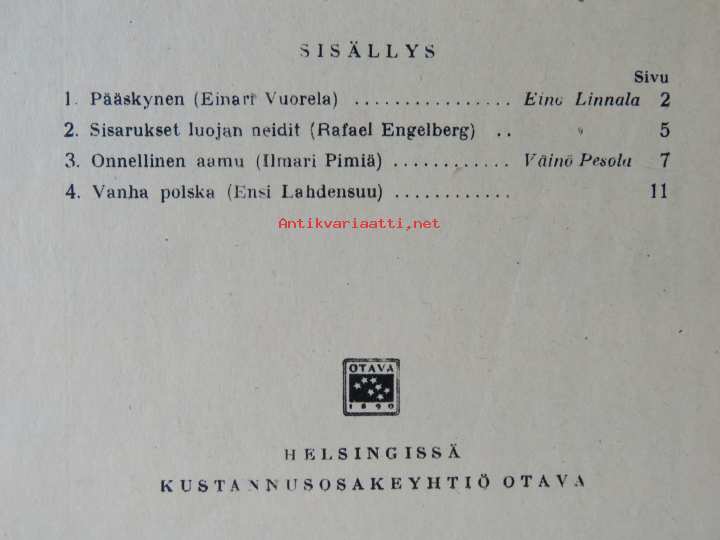 SISÄLLYS
Sivu
1. Pääskynen (Einari Vuorela) ................ Eino Linnala 2
2. Sisarukset luojan neidit (Rafael Engelberg) .. „ 5
3. Onnellinen aamu (Ilmari Pimiä) ............ Väinö Pesola 7
4. Vanha polska (Ensi Lahdensuu) ............ 11
Antikvariaatti.net
OTAVA
1890
HELSINGISSÄ
KUSTANNUSOSAKEYHTIÖ OTAVA